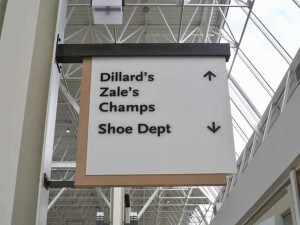 Dillard's ↑
Zale's
Champs
Shoe Dept ↓